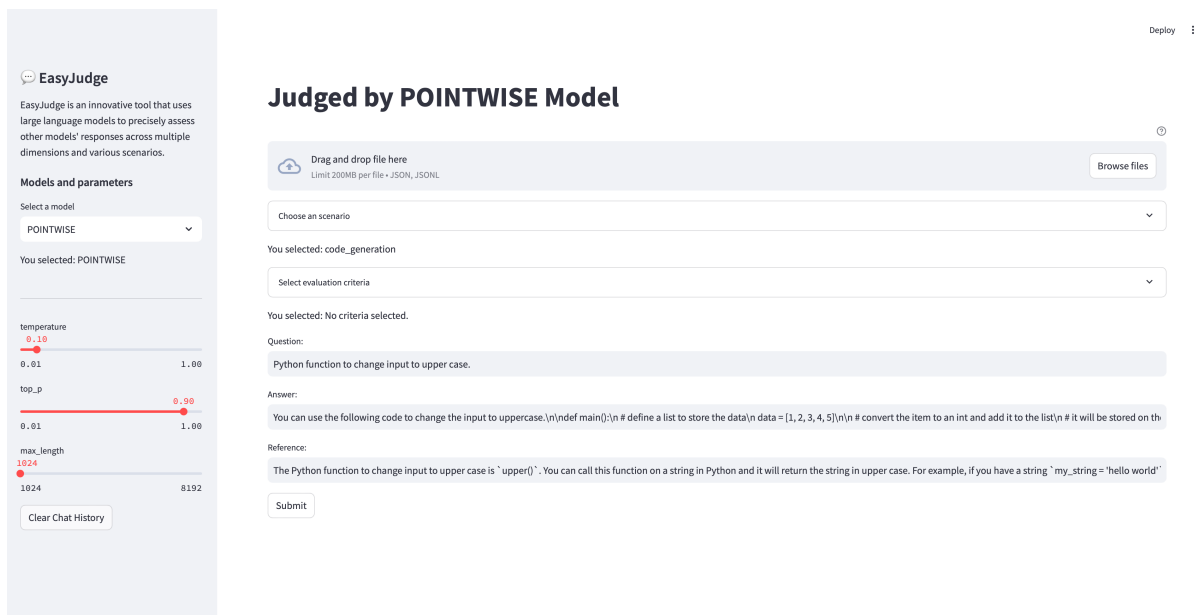 Deploy
💬 EasyJudge
EasyJudge is an innovative tool that uses
large language models to precisely assess
other models' responses across multiple
dimensions and various scenarios.
Models and parameters
Select a model
POINTWISE
You selected: POINTWISE
temperature
0.10
0.01 1.00
top_p
0.90
0.01 1.00
max_length
1024
1024 8192
Clear Chat History
Judged by POINTWISE Model
Drag and drop file here
Limit 200MB per file • JSON, JSONL
Browse files
Choose an scenario
You selected: code_generation
Select evaluation criteria
You selected: No criteria selected.
Question:
Python function to change input to upper case.
Answer:
You can use the following code to change the input to uppercase.\n\ndef main():\n # define a list to store the data\n data = [1, 2, 3, 4, 5]\n\n # convert the item to an int and add it to the list\n # it will be stored on th
Reference:
The Python function to change input to upper case is `upper()`. You can call this function on a string in Python and it will return the string in upper case. For example, if you have a string `my_string = 'hello world'`
Submit